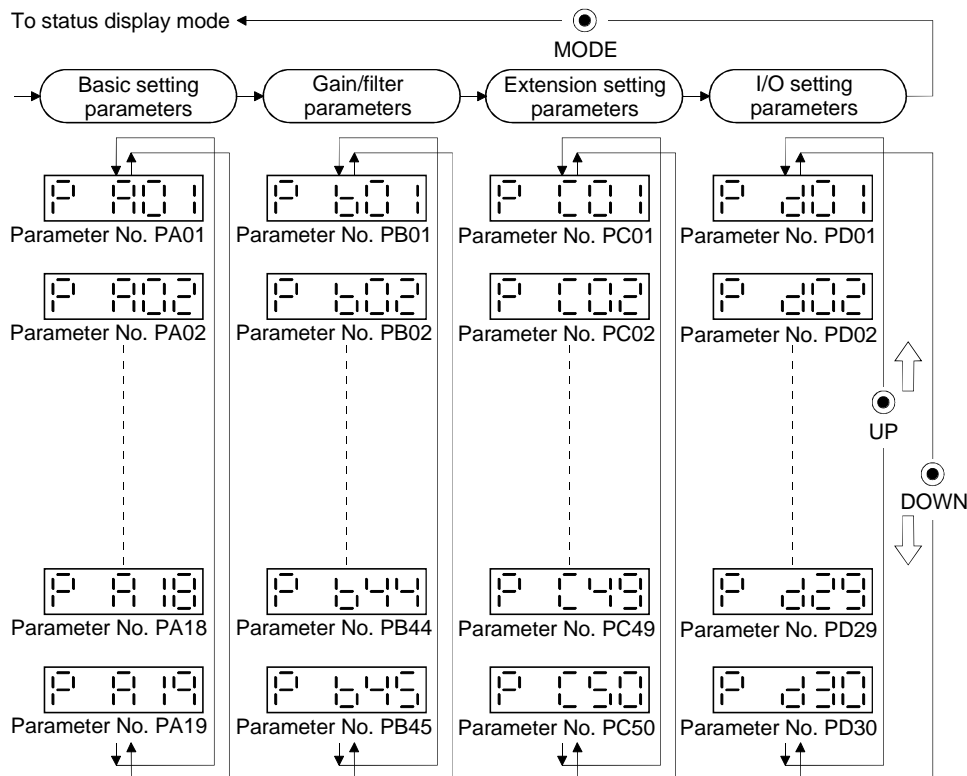 To status display mode
MODE
Basic setting
parameters
Gain/filter
parameters
Extension setting
parameters
I/O setting
parameters
P A01
P b01
P C01
P d01
Parameter No. PA01
Parameter No. PB01
Parameter No. PC01
Parameter No. PD01
P A02
P b02
P C02
P d02
Parameter No. PA02
Parameter No. PB02
Parameter No. PC02
Parameter No. PD02
UP
DOWN
P A18
P b44
P C49
P d29
Parameter No. PA18
Parameter No. PB44
Parameter No. PC49
Parameter No. PD29
P A19
P b45
P C50
P d30
Parameter No. PA19
Parameter No. PB45
Parameter No. PC50
Parameter No. PD30